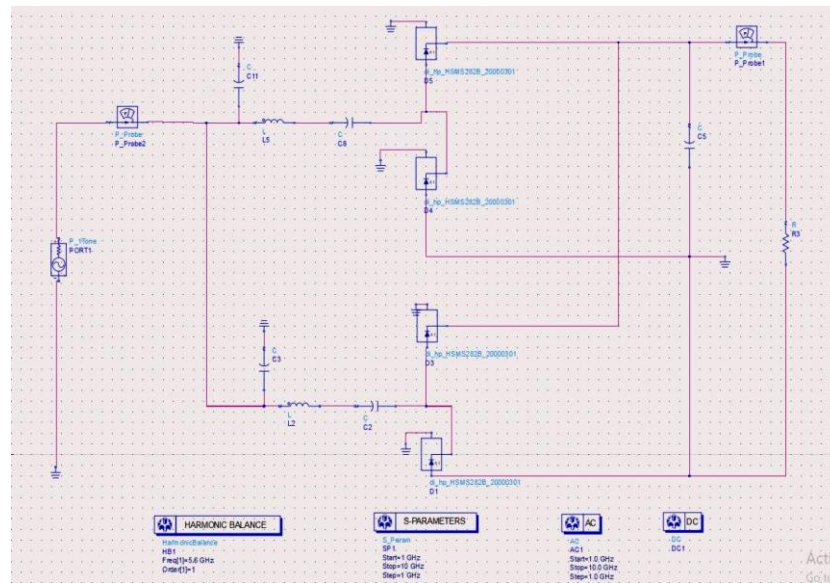 di_hp_HSMS282B_20000301
D5
P_Probe
P_Probe1
C
C11
P_Probe
P_Probe2
L
L5
C
C6
C
C5
di_hp_HSMS282B_20000301
D4
P_1Tone
PORT1
R
R3
C
C3
di_hp_HSMS282B_20000301
D3
L
L2
C
C2
di_hp_HSMS282B_20000301
D1
HARMONIC BALANCE
HarmonicBalance
HB1
Freq[1]=5.6 GHz
Order[1]=1
S-PARAMETERS
S_Param
SP1
Start=1 GHz
Stop=10 GHz
Step=1 GHz
AC
AC
AC1
Start=1.0 GHz
Stop=10.0 GHz
Step=1.0 GHz
DC
DC
DC1